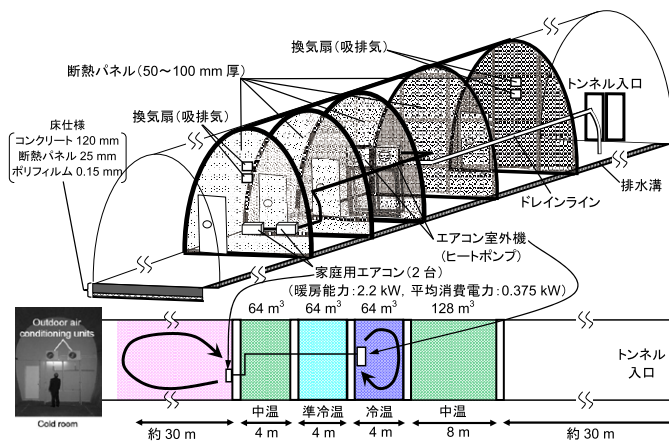 換気扇(吸排気)
断熱パネル(50～100 mm 厚)
トンネル入口
換気扇(吸排気)
床仕様
コンクリート 120 mm
断熱パネル 25 mm
ポリフィルム 0.15 mm
排水溝
ドレインライン
エアコン室外機
(ヒートポンプ)
家庭用エアコン(2 台)
(暖房能力：2.2 kW, 平均消費電力：0.375 kW)
64 m³
64 m³
64 m³
128 m³
Outdoor air
conditioning units
Cold room
トンネル
入口
中温
準冷温
冷温
中温
約 30 m
4 m
4 m
4 m
8 m
約 30 m